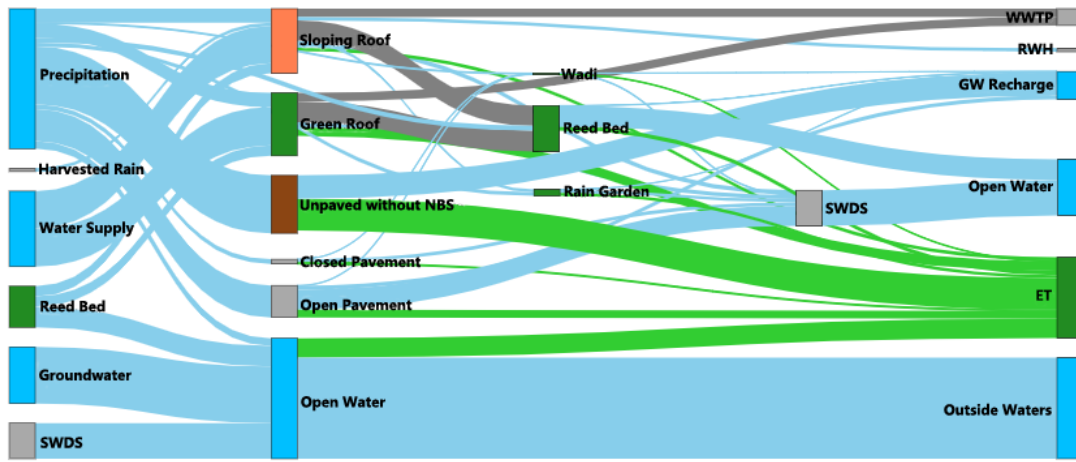 Precipitation
Harvested Rain
Water Supply
Reed Bed
Groundwater
SWDS
Sloping Roof
Green Roof
Unpaved without NBS
Closed Pavement
Open Pavement
Open Water
Wadi
Reed Bed
Rain Garden
SWDS
WWTP
RWH
GW Recharge
Open Water
ET
Outside Waters